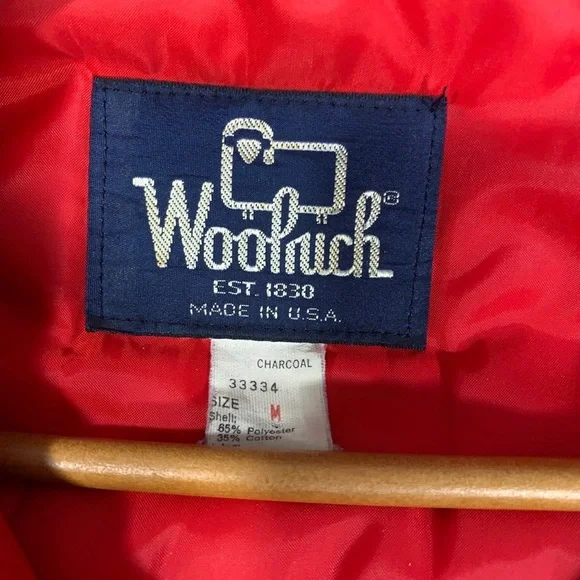 Woolrich®
EST. 1830
MADE IN U.S.A.
CHARCOAL
33334
SIZE M
Shell:
65% Polyester
35% Cotton